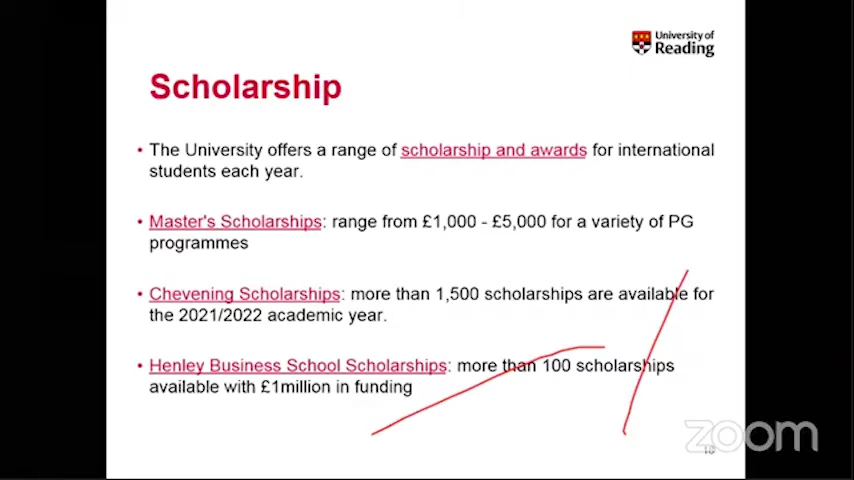 University of
Reading
Scholarship
• The University offers a range of scholarship and awards for international
students each year.
• Master's Scholarships: range from £1,000 - £5,000 for a variety of PG
programmes
• Chevening Scholarships: more than 1,500 scholarships are available for
the 2021/2022 academic year.
• Henley Business School Scholarships: more than 100 scholarships
available with £1million in funding
zoom